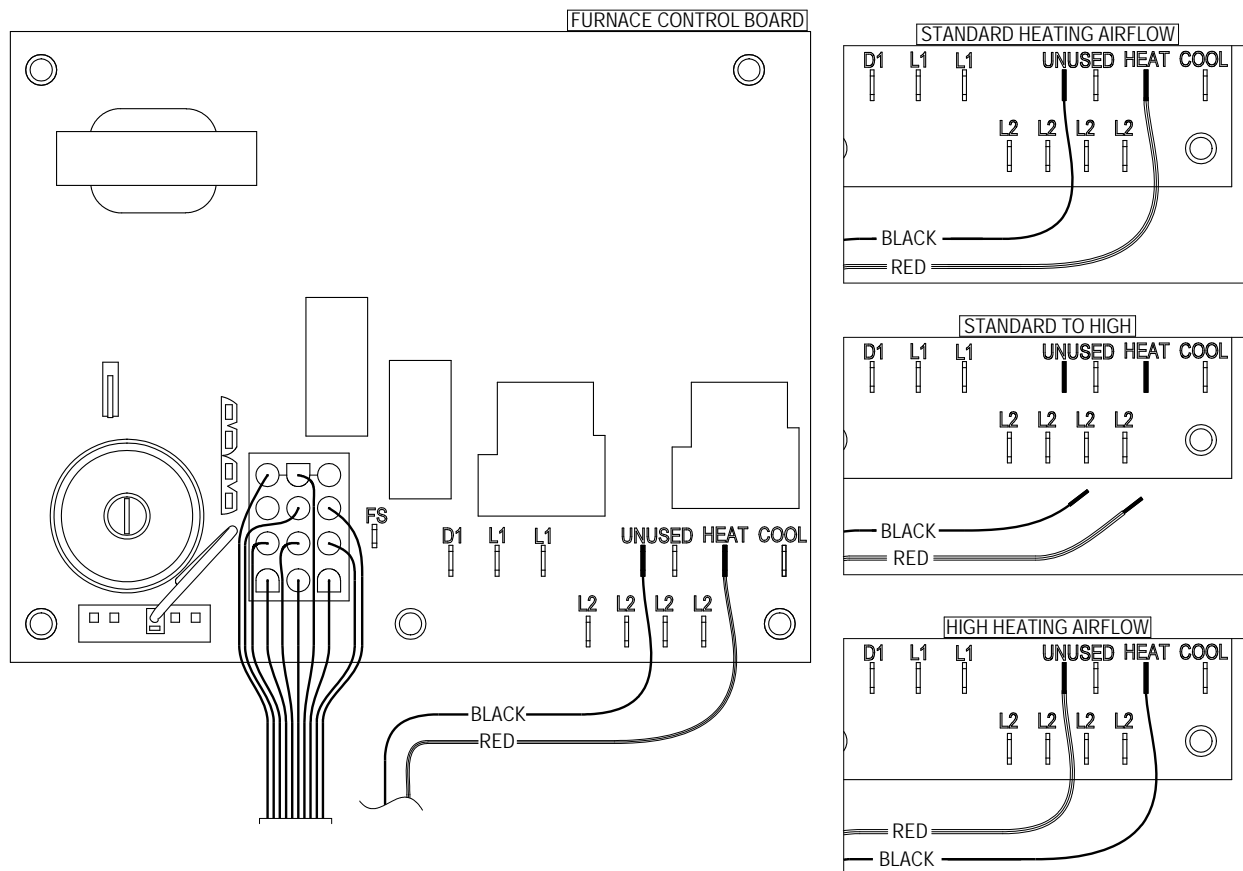 FURNACE CONTROL BOARD
FS
D1 L1 L1 UNUSED HEAT COOL
L2 L2 L2 L2
BLACK
RED
STANDARD HEATING AIRFLOW
D1 L1 L1 UNUSED HEAT COOL
L2 L2 L2 L2
BLACK
RED
STANDARD TO HIGH
D1 L1 L1 UNUSED HEAT COOL
L2 L2 L2 L2
BLACK
RED
HIGH HEATING AIRFLOW
D1 L1 L1 UNUSED HEAT COOL
L2 L2 L2 L2
RED
BLACK